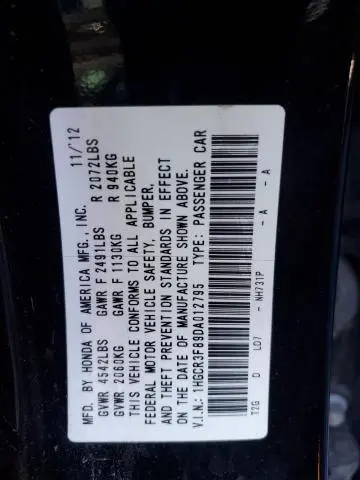 MFD. BY HONDA OF AMERICA MFG., INC. 11/12
GVWR 4542LBS GAWR F 2491LBS R 2072LBS
GVWR 2060KG GAWR F 1130KG R 940KG
THIS VEHICLE CONFORMS TO ALL APPLICABLE
FEDERAL MOTOR VEHICLE SAFETY, BUMPER,
AND THEFT PREVENTION STANDARDS IN EFFECT
ON THE DATE OF MANUFACTURE SHOWN ABOVE.
V.I.N.: 1HGCR3F89DA012795 TYPE: PASSENGER CAR
T2G D LD7 - NH731P - A - A